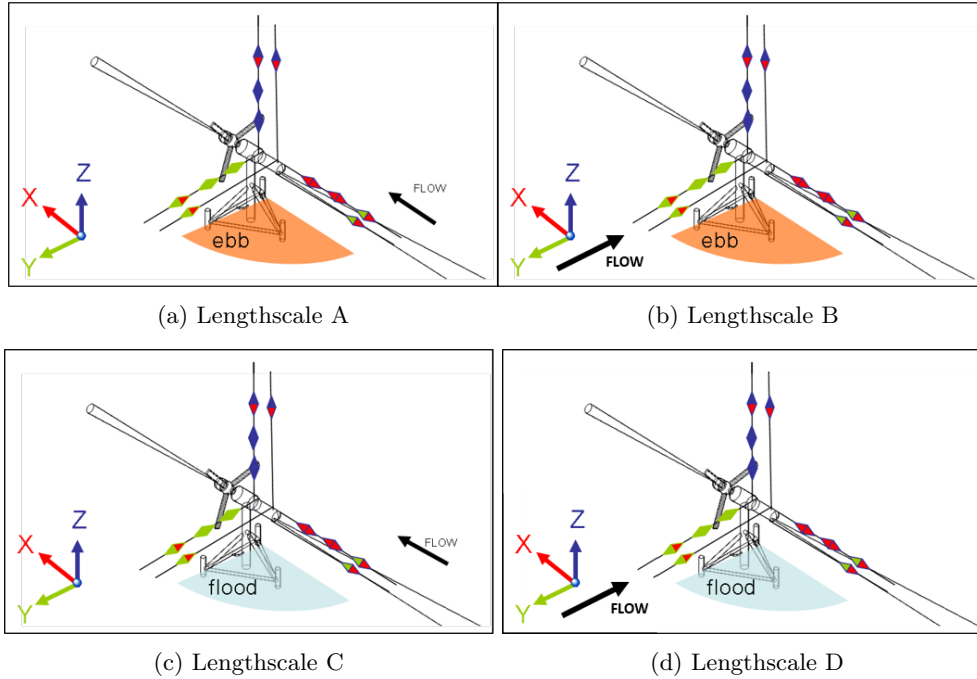 Z
X
Y
FLOW
ebb
(a) Lengthscale A
Z
X
Y
FLOW
ebb
(b) Lengthscale B
Z
X
Y
FLOW
flood
(c) Lengthscale C
Z
X
Y
FLOW
flood
(d) Lengthscale D